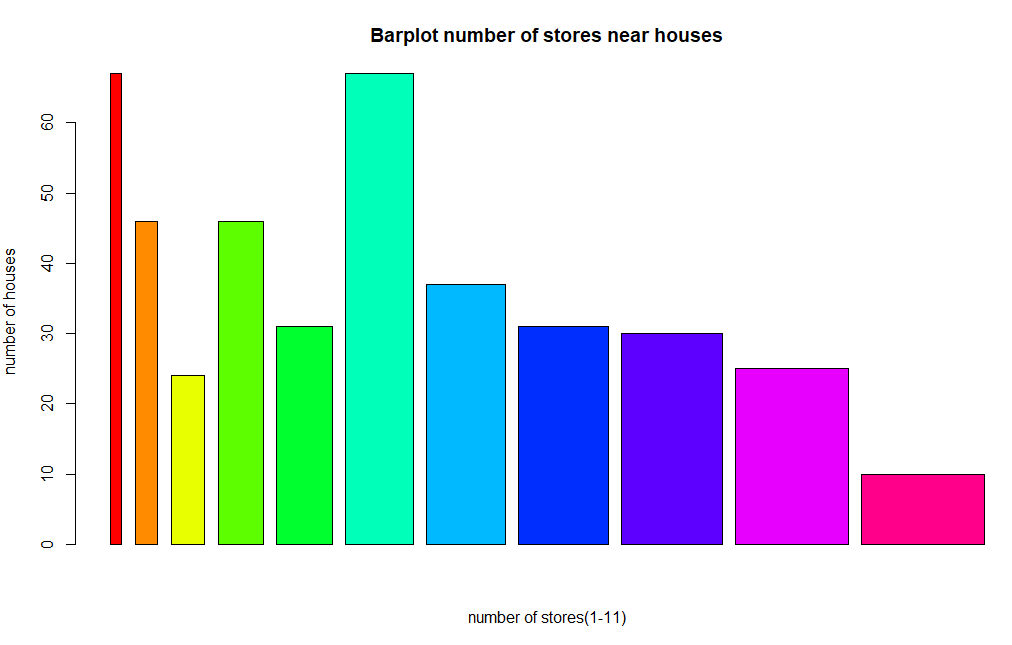 Barplot number of stores near houses
number of houses
60
50
40
30
20
10
0
number of stores(1-11)